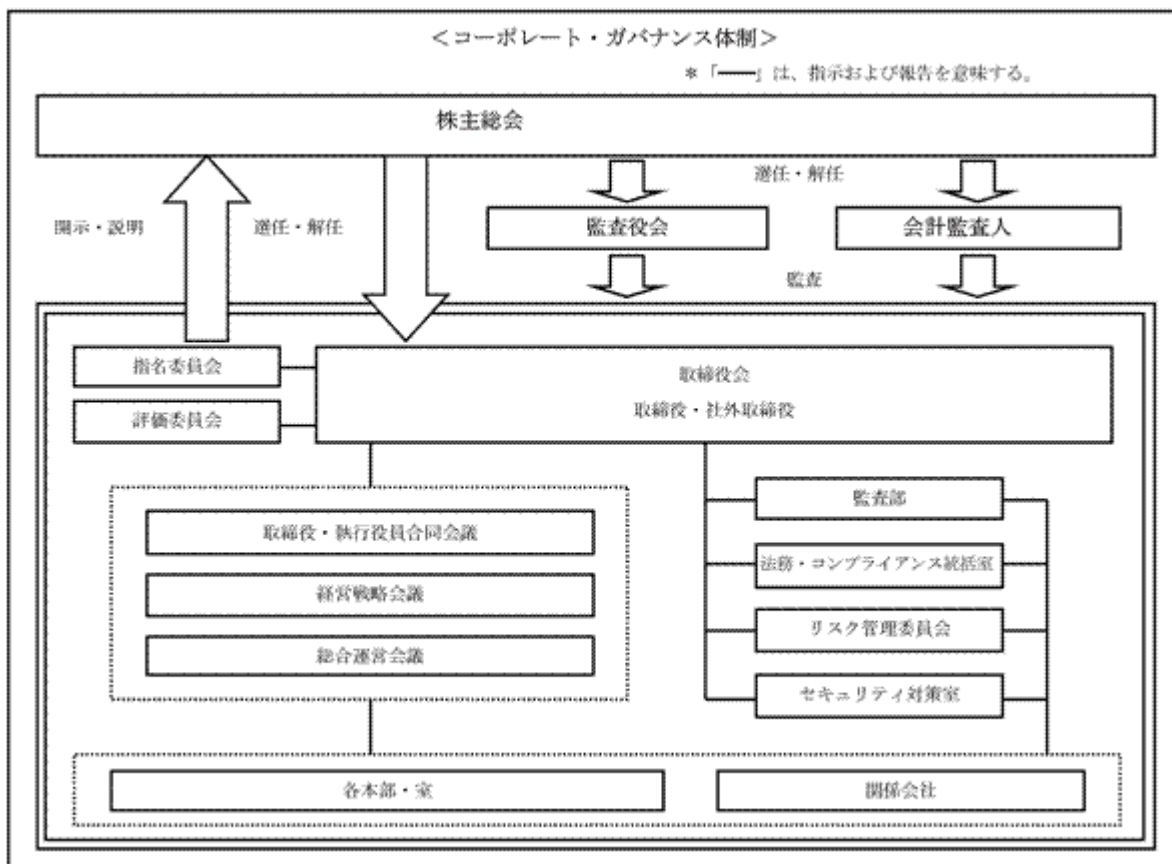 ＜コーポレート・ガバナンス体制＞
＊「━━」は、指示および報告を意味する。
株主総会
選任・解任
開示・説明
選任・解任
監査役会
会計監査人
監査
指名委員会
評価委員会
取締役会
取締役・社外取締役
取締役・執行役員合同会議
経営戦略会議
総合運営会議
監査部
法務・コンプライアンス統括室
リスク管理委員会
セキュリティ対策室
各本部・室
関係会社